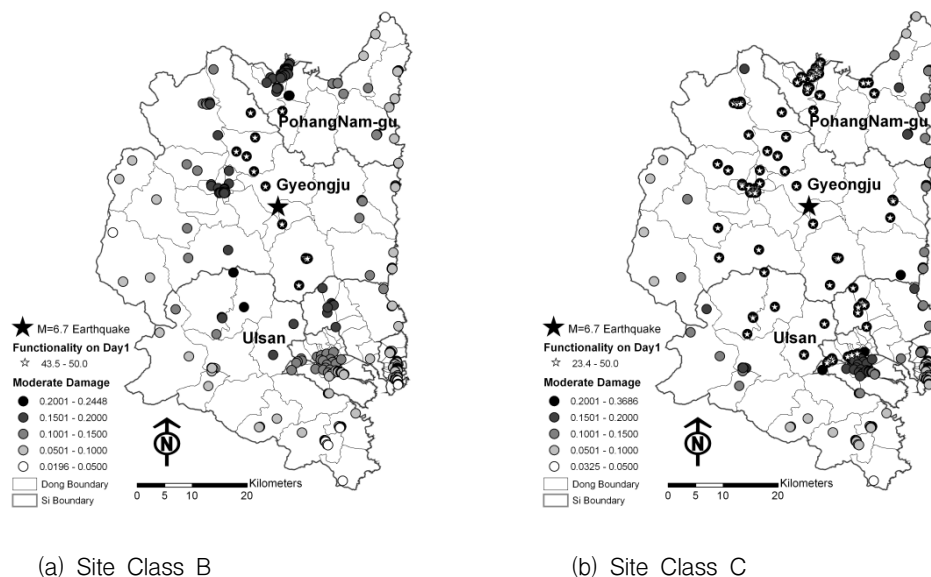 PohangNam-gu
Gyeongju
Ulsan
M=6.7 Earthquake
Functionality on Day1
43.5 - 50.0
Moderate Damage
0.2001 - 0.2448
0.1501 - 0.2000
0.1001 - 0.1500
0.0501 - 0.1000
0.0196 - 0.0500
Dong Boundary
Si Boundary
N
Kilometers
0 5 10 20
(a) Site Class B
PohangNam-gu
Gyeongju
Ulsan
M=6.7 Earthquake
Functionality on Day1
23.4 - 50.0
Moderate Damage
0.2001 - 0.3686
0.1501 - 0.2000
0.1001 - 0.1500
0.0501 - 0.1000
0.0325 - 0.0500
Dong Boundary
Si Boundary
N
Kilometers
0 5 10 20
(b) Site Class C